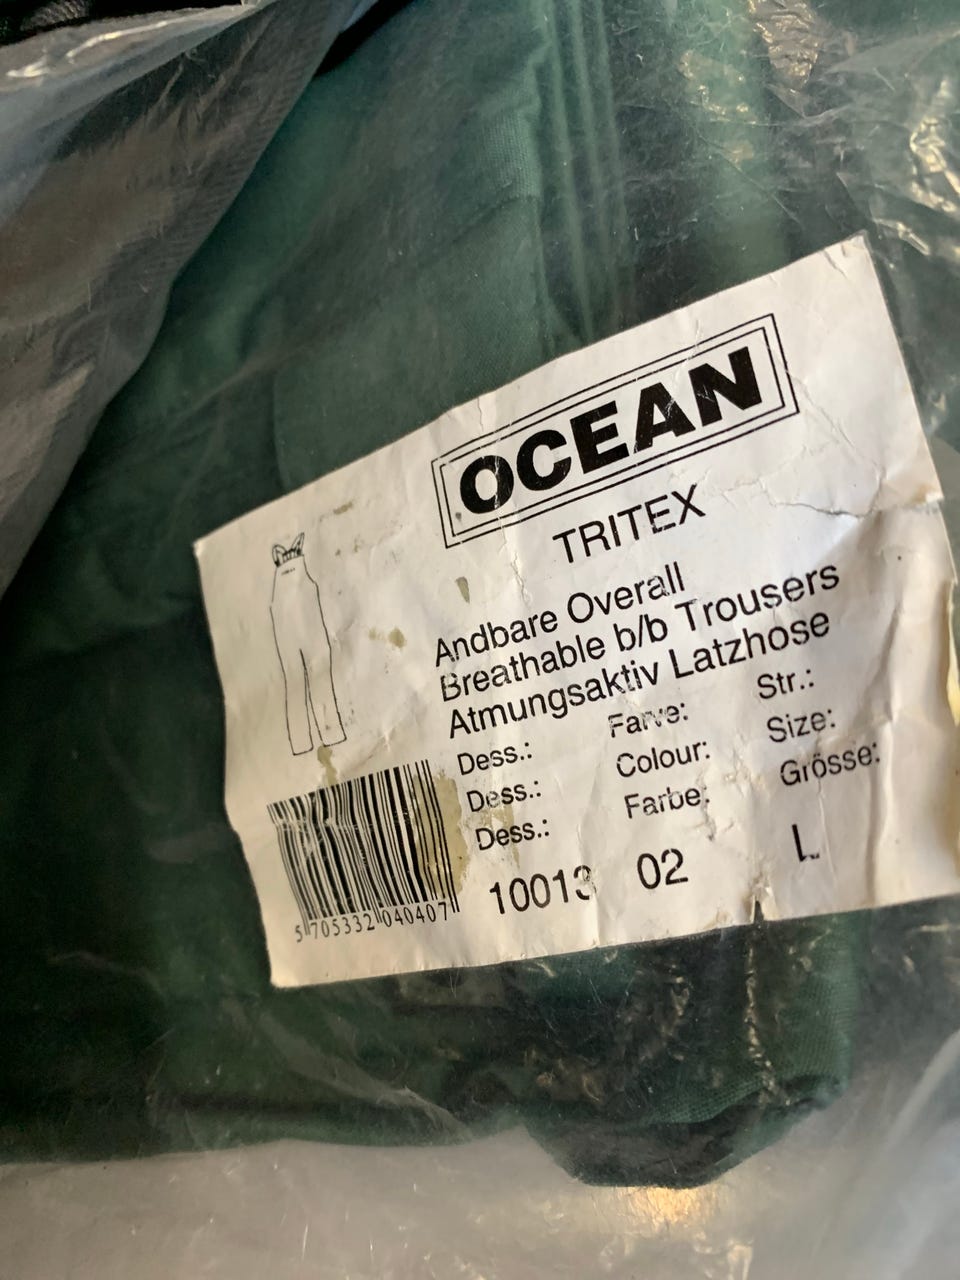 OCEAN
TRITEX
Andbare Overall
Breathable b/b Trousers
Atmungsaktiv Latzhose
Dess.: Farve: Str.:
Dess.: Colour: Size:
Dess.: Farbe: Grösse:
10013 02 L
5 705332 040407